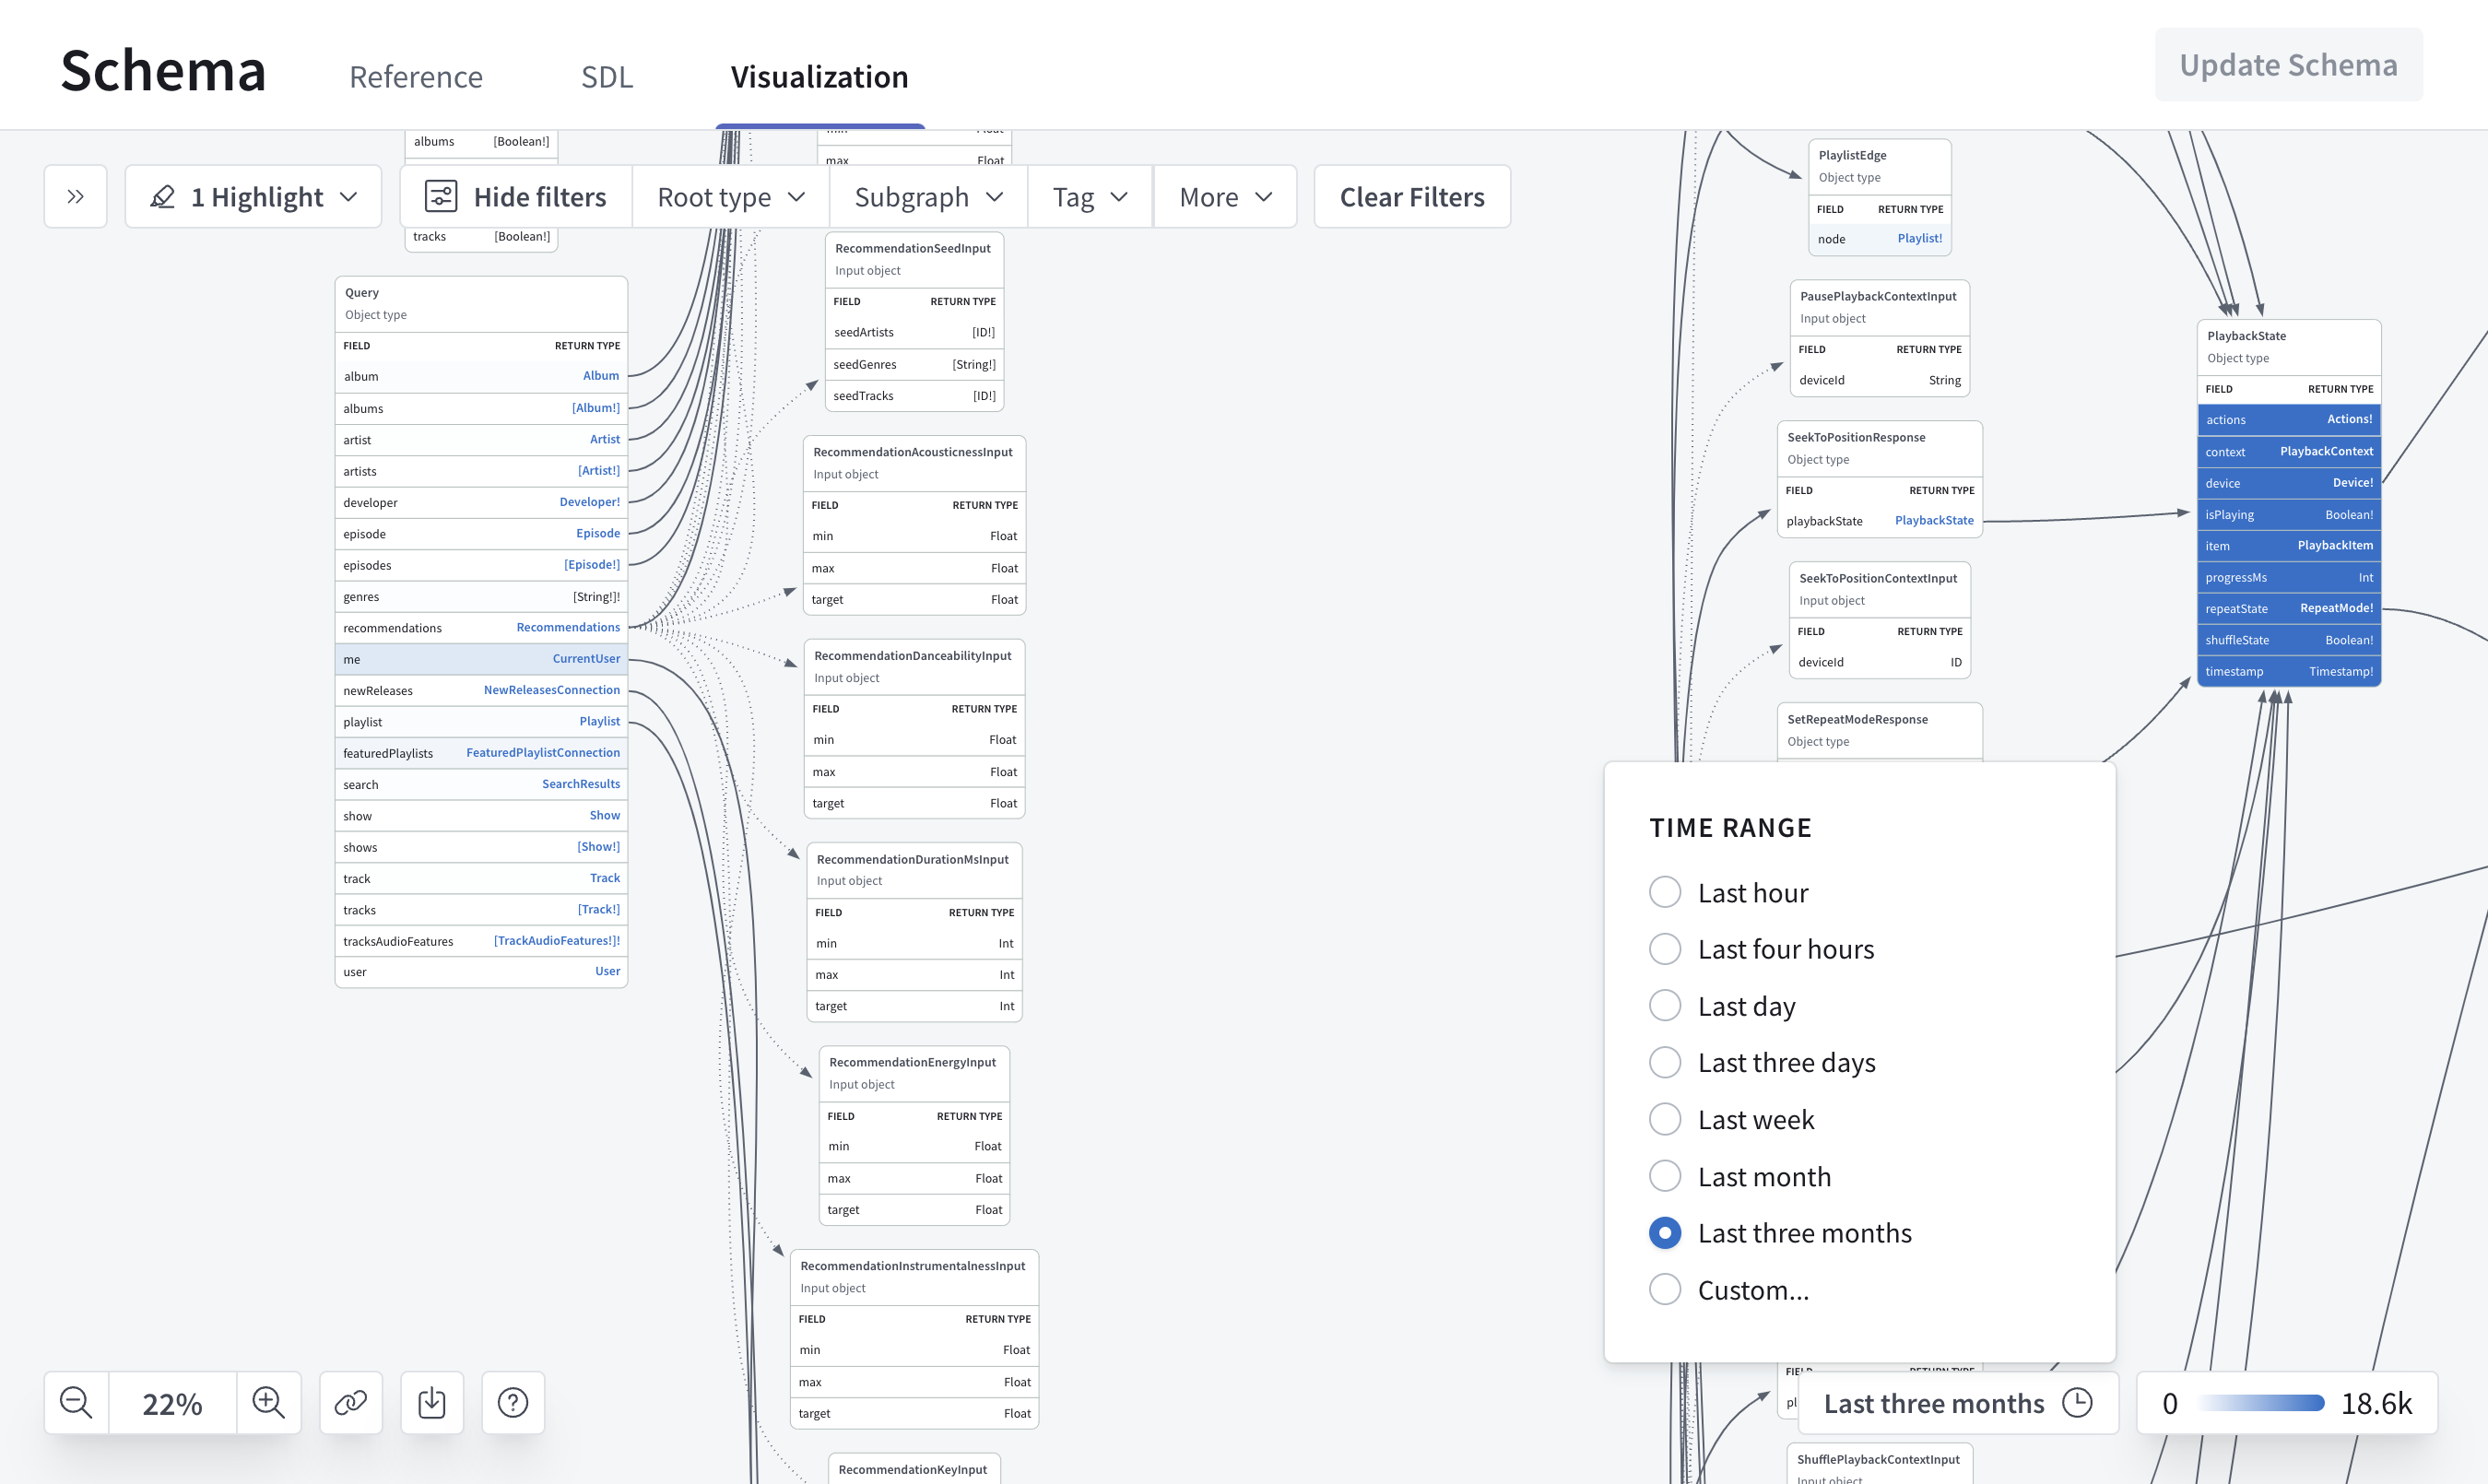 Schema
Reference
SDL
Visualization
Update Schema
albums [Boolean!]
tracks [Boolean!]
max Float
1 Highlight
Hide filters
Root type
Subgraph
Tag
More
Clear Filters
Query
Object type
FIELD RETURN TYPE
album Album
albums [Album!]
artist Artist
artists [Artist!]
developer Developer!
episode Episode
episodes [Episode!]
genres [String!]!
recommendations Recommendations
me CurrentUser
newReleases NewReleasesConnection
playlist Playlist
featuredPlaylists FeaturedPlaylistConnection
search SearchResults
show Show
shows [Show!]
track Track
tracks [Track!]
tracksAudioFeatures [TrackAudioFeatures!]!
user User
RecommendationSeedInput
Input object
FIELD RETURN TYPE
seedArtists [ID!]
seedGenres [String!]
seedTracks [ID!]
RecommendationAcousticnessInput
Input object
FIELD RETURN TYPE
min Float
max Float
target Float
RecommendationDanceabilityInput
Input object
FIELD RETURN TYPE
min Float
max Float
target Float
RecommendationDurationMsInput
Input object
FIELD RETURN TYPE
min Int
max Int
target Int
RecommendationEnergyInput
Input object
FIELD RETURN TYPE
min Float
max Float
target Float
RecommendationInstrumentalnessInput
Input object
FIELD RETURN TYPE
min Float
max Float
target Float
RecommendationKeyInput
PlaylistEdge
Object type
FIELD RETURN TYPE
node Playlist!
PausePlaybackContextInput
Input object
FIELD RETURN TYPE
deviceId String
SeekToPositionResponse
Object type
FIELD RETURN TYPE
playbackState PlaybackState
SeekToPositionContextInput
Input object
FIELD RETURN TYPE
deviceId ID
SetRepeatModeResponse
Object type
PlaybackState
Object type
FIELD RETURN TYPE
actions Actions!
context PlaybackContext
device Device!
isPlaying Boolean!
item PlaybackItem
progressMs Int
repeatState RepeatMode!
shuffleState Boolean!
timestamp Timestamp!
TIME RANGE
Last hour
Last four hours
Last day
Last three days
Last week
Last month
Last three months
Custom...
ShufflePlaybackContextInput
Input object
22%
Last three months
0 18.6k